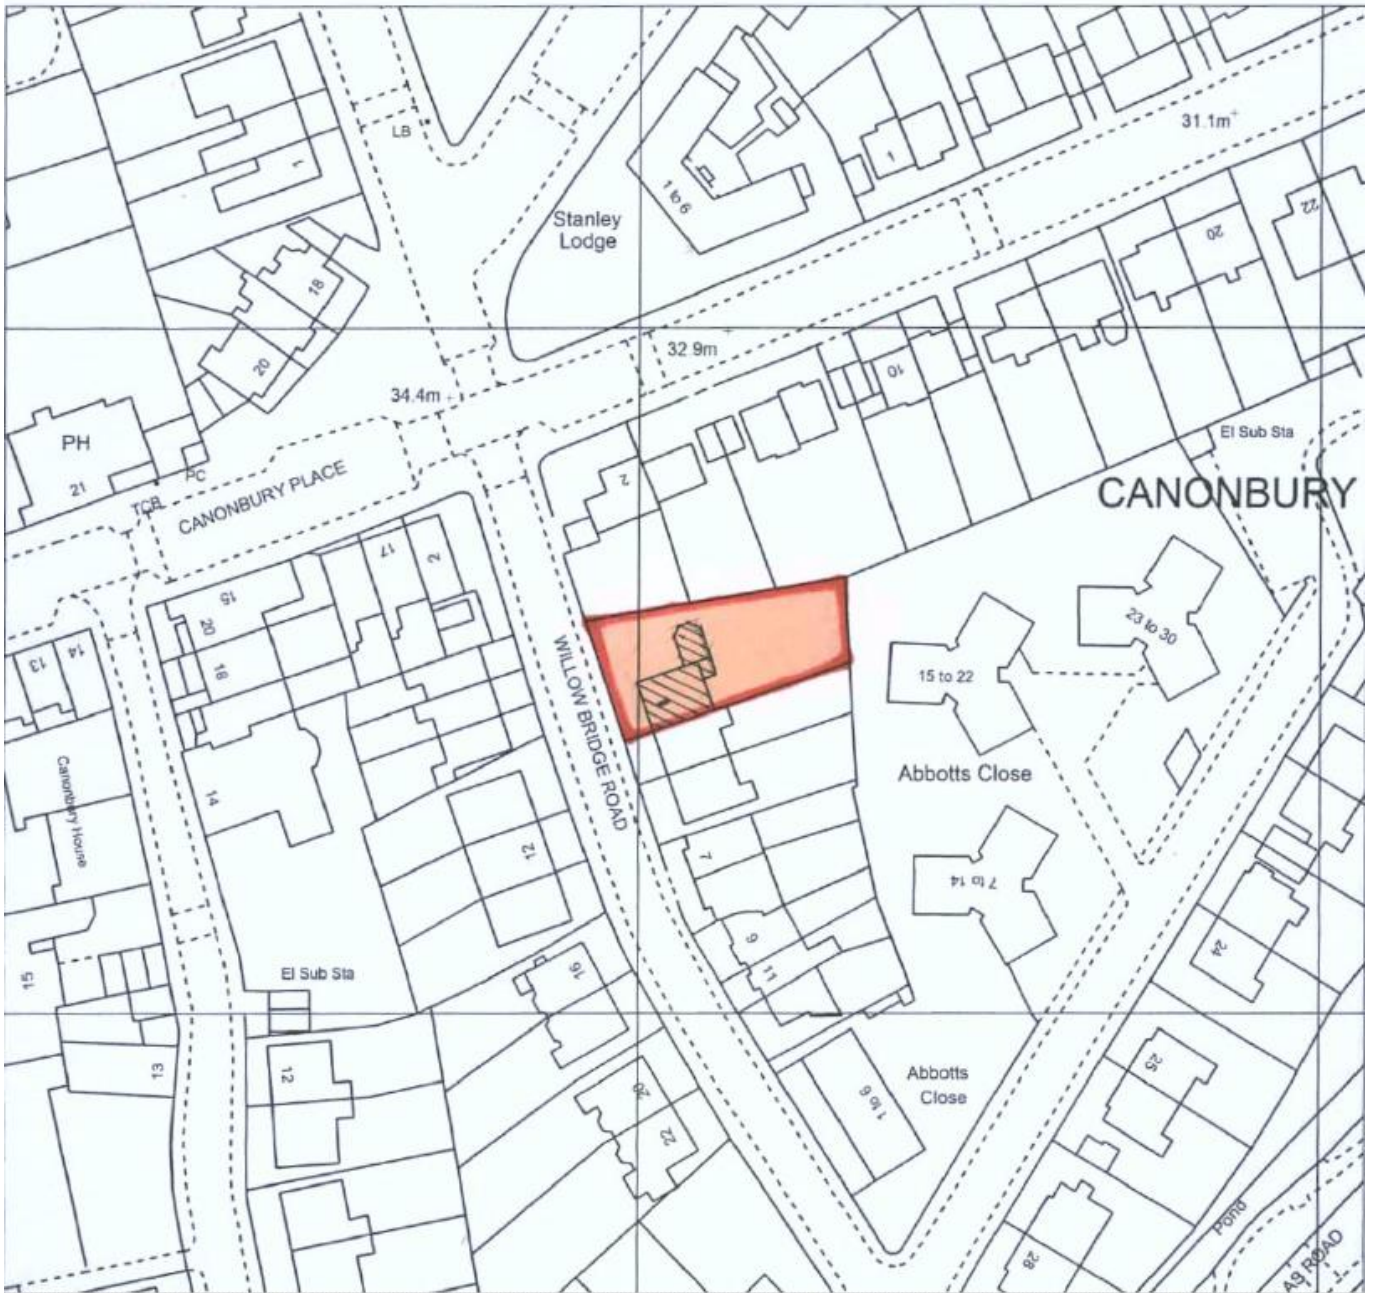 LB
1
Stanley
Lodge
1 to 6
1
31.1m
18
20
20
22
32.9m
34.4m
10
PH
21
TCB
PC
CANONBURY PLACE
2
El Sub Sta
CANONBURY
17
2
15
20
18
14
13
WILLOW BRIDGE ROAD
15 to 22
23 to 30
Abbotts Close
Canonbury House
14
12
7
7 to 14
9
11
24
15
El Sub Sta
16
13
12
20
22
Abbotts
Close
1 to 6
25
28
Pond
AS ROAD